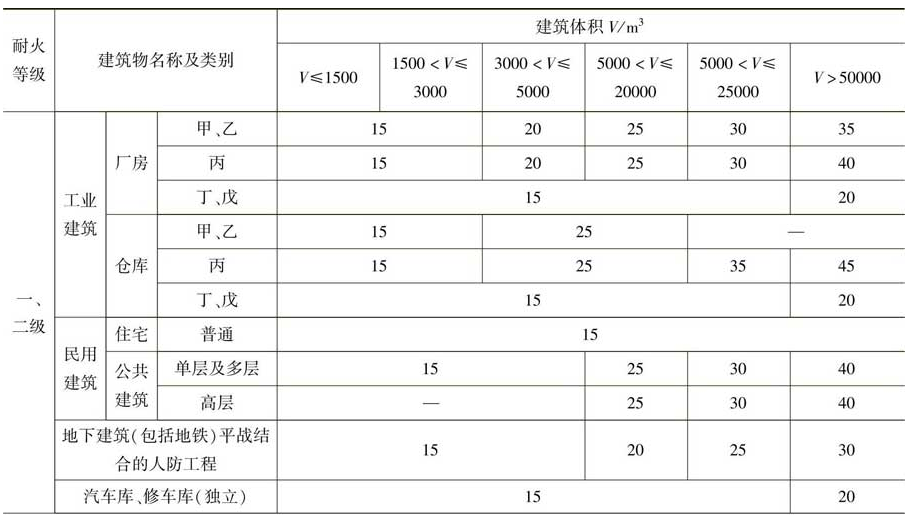 耐火
等级
建筑物名称及类别
建筑体积 V/m³
V≤1500
1500<V≤
3000
3000<V≤
5000
5000<V≤
20000
5000<V≤
25000
V>50000
一、
二级
工业
建筑
厂房
甲、乙 15 20 25 30 35
丙 15 20 25 30 40
丁、戊 15 20
仓库
甲、乙 15 25 —
丙 15 25 35 45
丁、戊 15 20
民用
建筑
住宅 普通 15
公共
建筑
单层及多层 15 25 30 40
高层 — 25 30 40
地下建筑(包括地铁)平战结
合的人防工程
15 20 25 30
汽车库、修车库(独立) 15 20